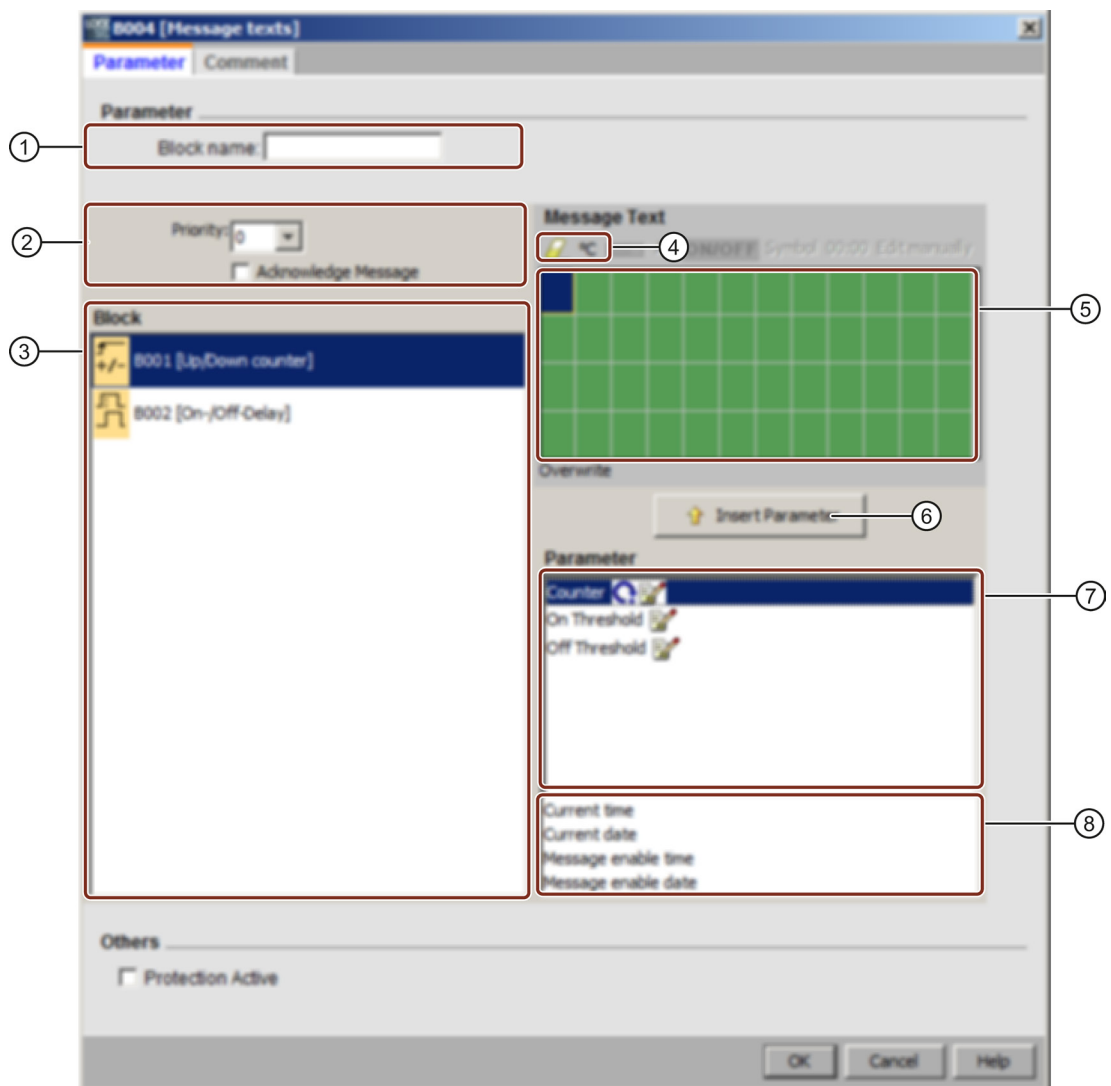 B004 [Message texts]
Parameter Comment
Parameter
1
Block name:
2
Priority: 0
Acknowledge Message
Message Text
°C 4 ON/OFF Symbol 00:00 Edit manually
5
3
Block
B001 [Up/Down counter]
B002 [On-/Off-Delay]
Overwrite
Insert Parameter 6
Parameter
Counter
7
On Threshold
Off Threshold
Current time
8
Current date
Message enable time
Message enable date
Others
Protection Active
OK Cancel Help